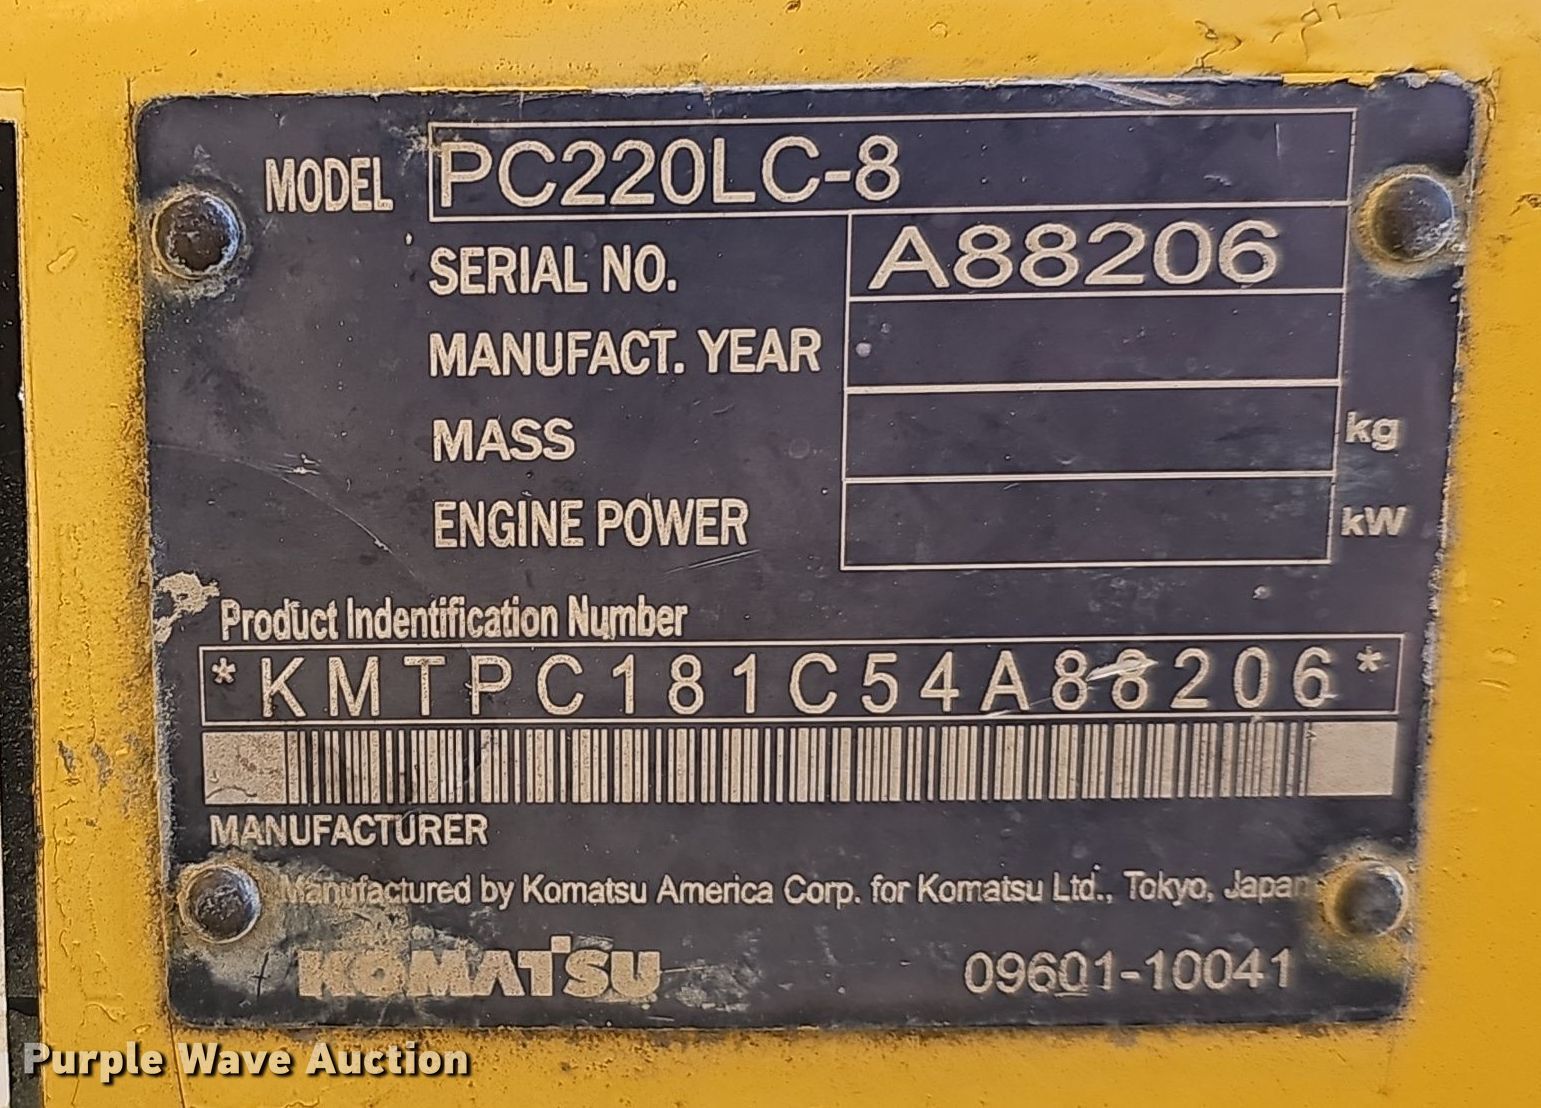 MODEL PC220LC-8
SERIAL NO. A88206
MANUFACT. YEAR
MASS kg
ENGINE POWER kW
Product Indentification Number
*KMTPC181C54A88206*
MANUFACTURER
Manufactured by Komatsu America Corp. for Komatsu Ltd., Tokyo, Japan
KOMATSU 09601-10041
Purple Wave Auction